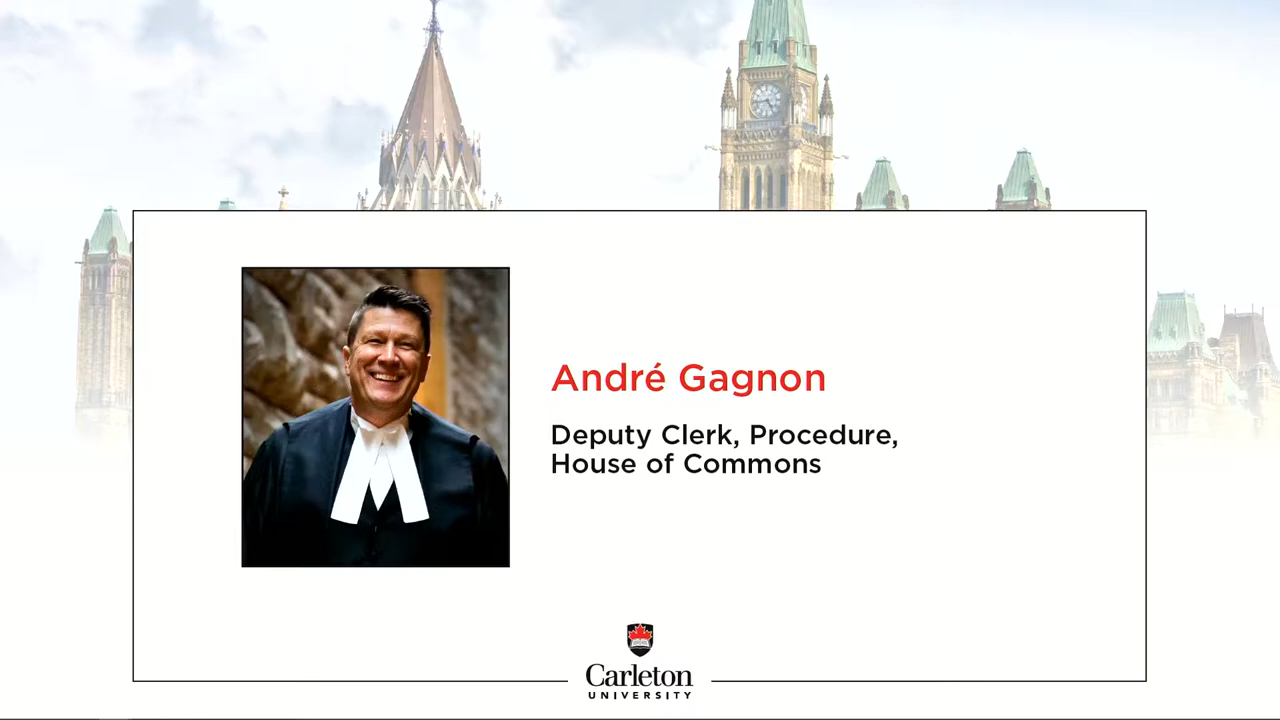 André Gagnon
Deputy Clerk, Procedure,
House of Commons
Carleton
UNIVERSITY